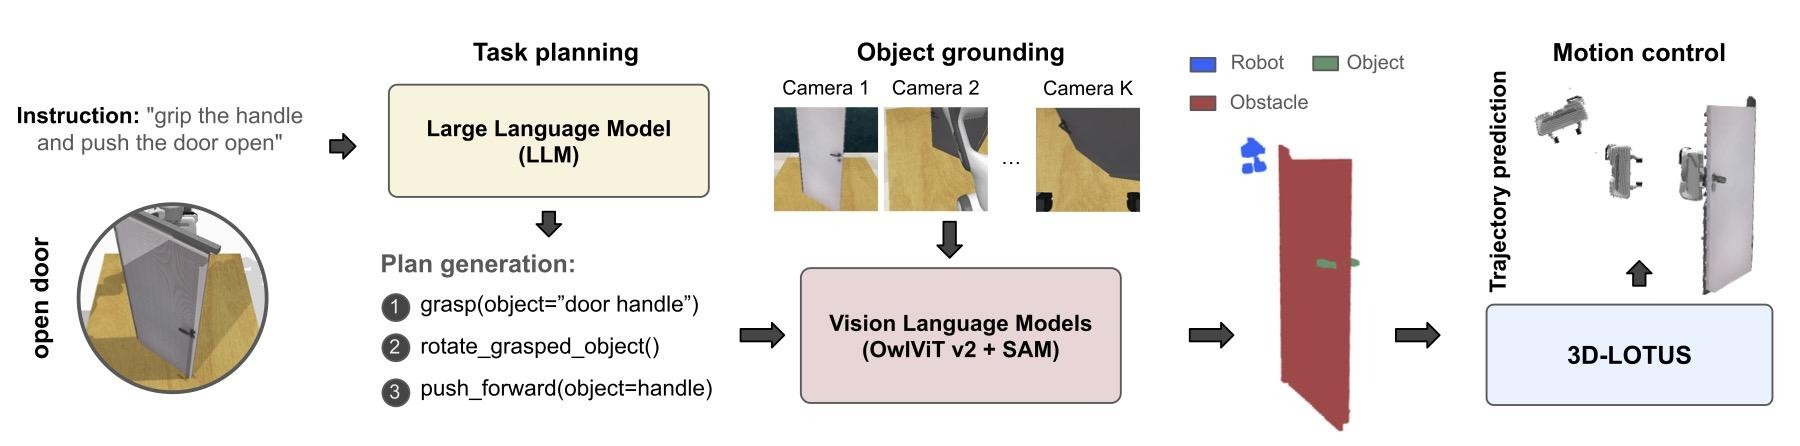 Task planning
Object grounding
Motion control
Robot
Object
Obstacle
Camera 1
Camera 2
...
Camera K
Instruction: "grip the handle
and push the door open"
Large Language Model
(LLM)
open door
Plan generation:
1 grasp(object=”door handle”)
2 rotate_grasped_object()
3 push_forward(object=handle)
Vision Language Models
(OwlViT v2 + SAM)
Trajectory prediction
3D-LOTUS